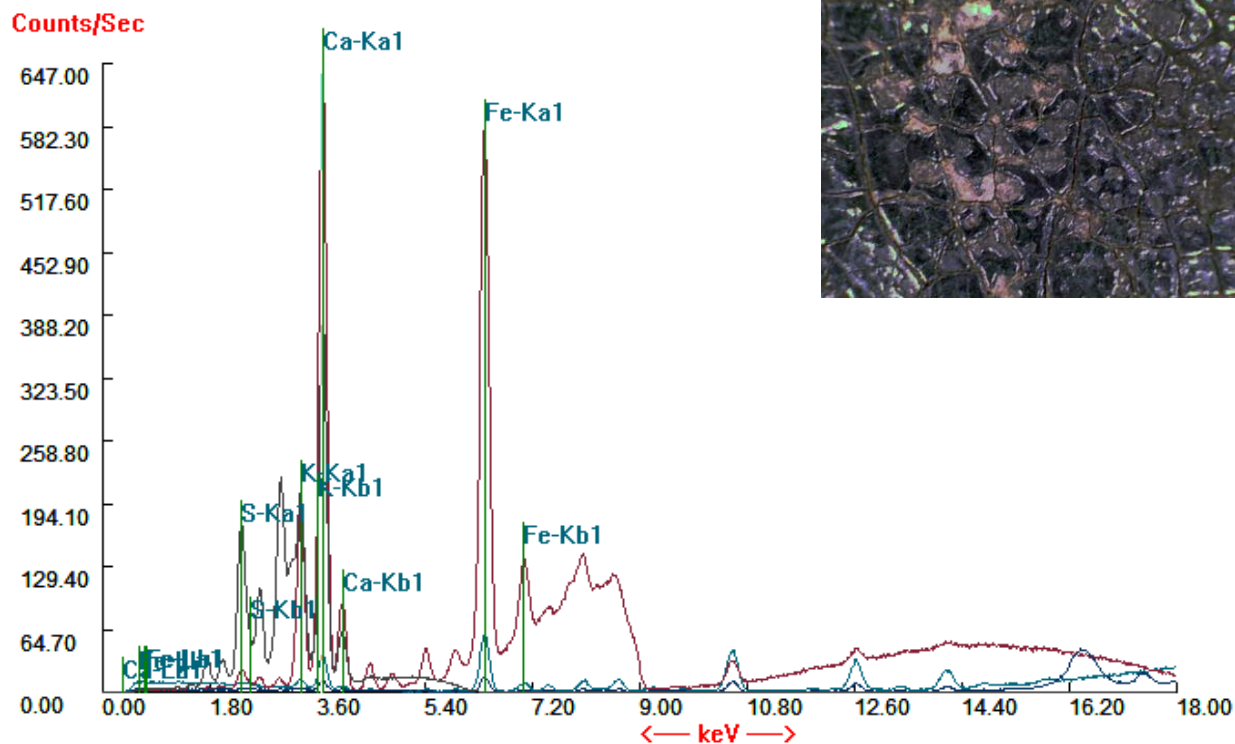 Counts/Sec
647.00
582.30
517.60
452.90
388.20
323.50
258.80
194.10
129.40
64.70
0.00
Ca-Ka1
Fe-Ka1
K-Ka1
K-Kb1
S-Ka1
Fe-Kb1
Ca-Kb1
S-Kb1
0.00 1.80 3.60 5.40 7.20 9.00 10.80 12.60 14.40 16.20 18.00
keV